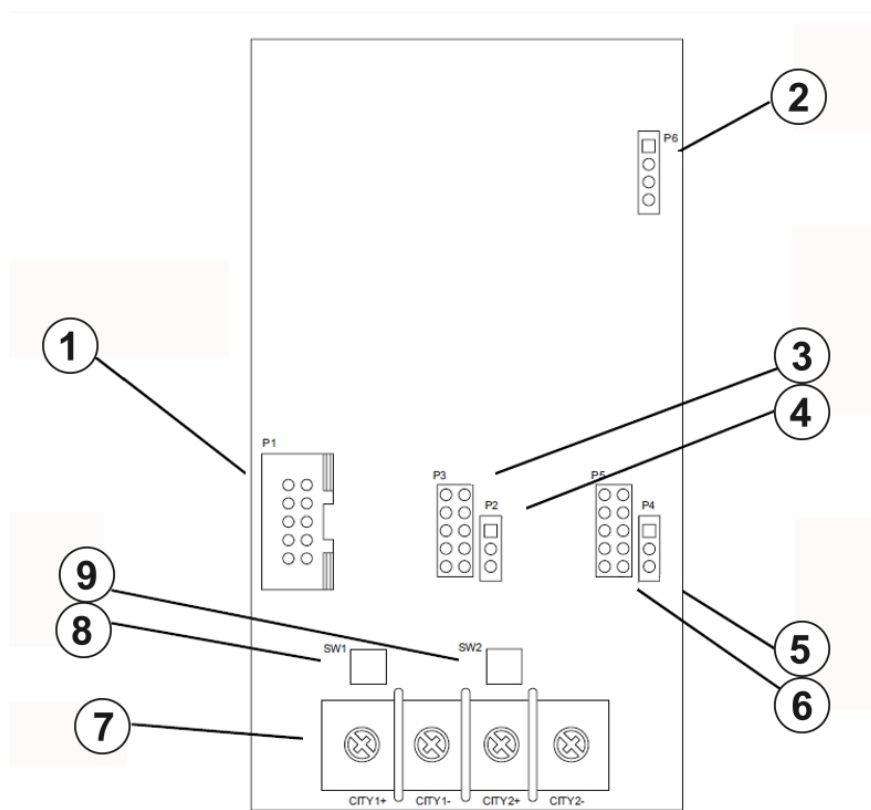 2
P6
1
3
4
P1
P3
P5
P2
P4
9
8
SW1
SW2
5
6
7
CITY1+ CITY1- CITY2+ CITY2-